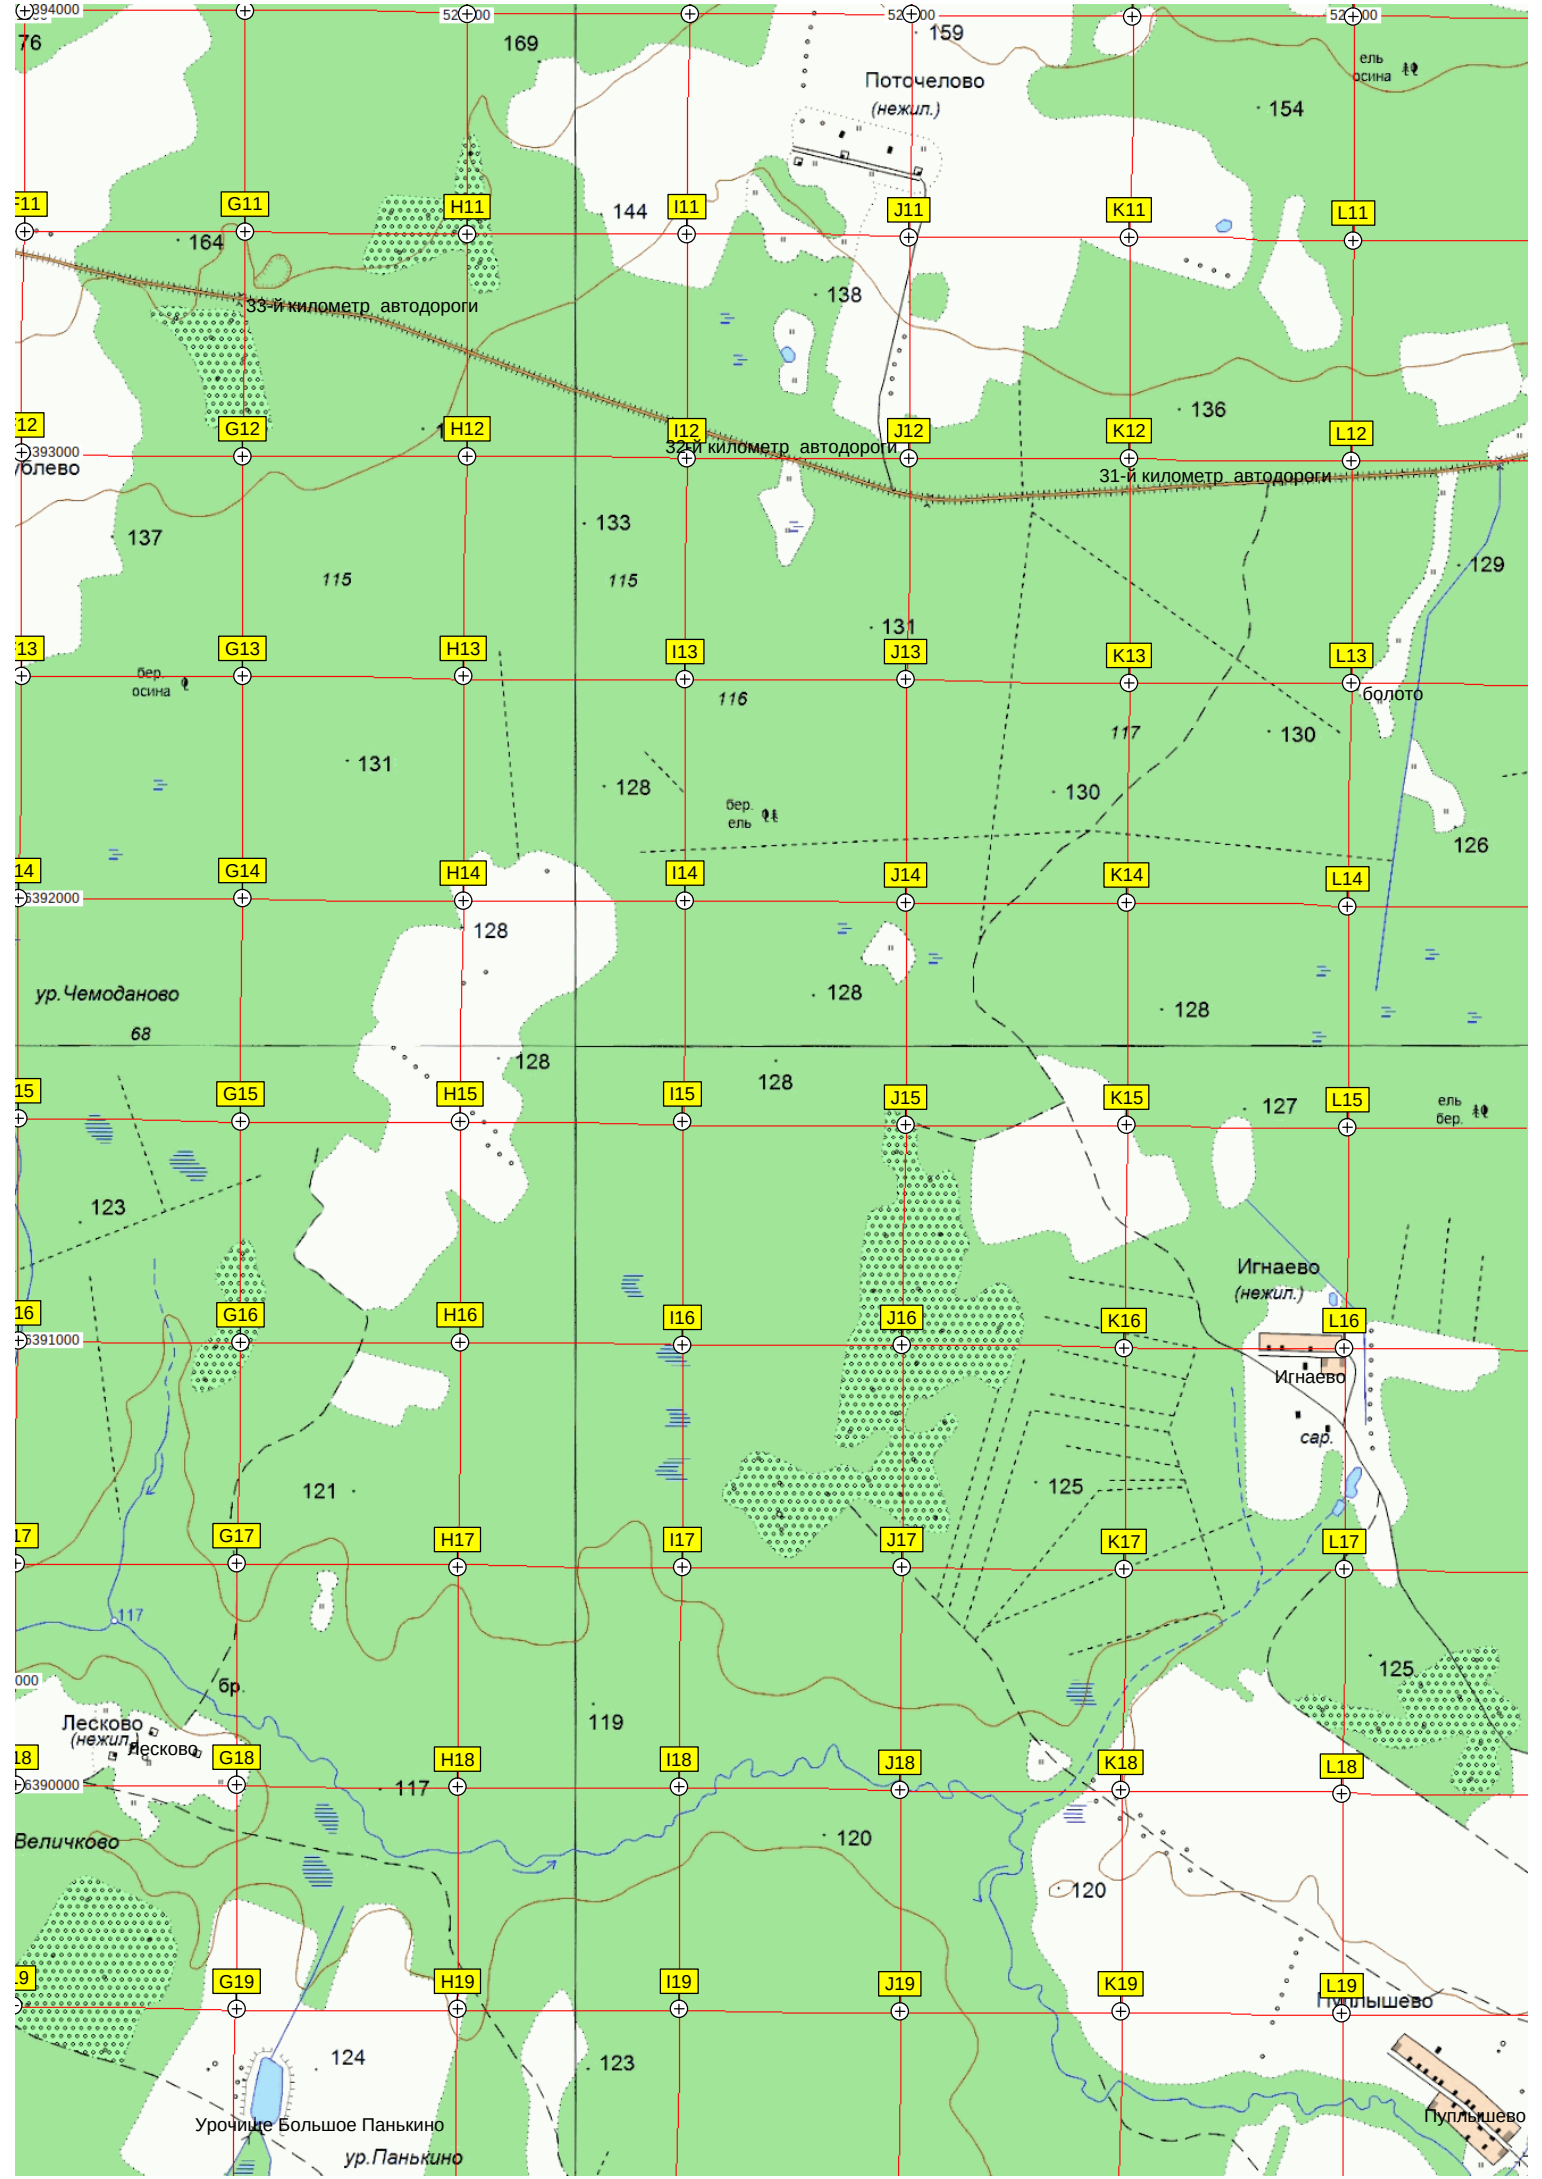 394000
76
169
159
Поточелово
(нежил.)
ель
осина
154
F11
G11
H11
144
I11
J11
K11
L11
164
138
33-й километр автодороги
136
F12
G12
H12
I12
J12
K12
L12
393000
32-й километр автодороги
31-й километр автодороги
137
133
129
115
115
131
13
G13
H13
I13
J13
K13
L13
бер.
осина
116
болото
117
130
131
128
130
бер.
ель
126
14
G14
H14
I14
J14
K14
L14
6392000
128
ур.Чемоданово
128
128
68
128
128
15
G15
H15
I15
J15
K15
L15
127
ель
бер.
123
Игнаево
(нежил.)
16
G16
H16
I16
J16
K16
L16
6391000
Игнаево
сар.
121
125
17
G17
H17
I17
J17
K17
L17
117
125
000
бр.
Лесково
(нежил.)
Лесково
119
18
G18
H18
I18
J18
K18
L18
6390000
117
120
Величково
120
19
G19
H19
I19
J19
K19
L19
Пуплышево
124
123
Урочище Большое Панькино
Пуплышево
ур.Панькино